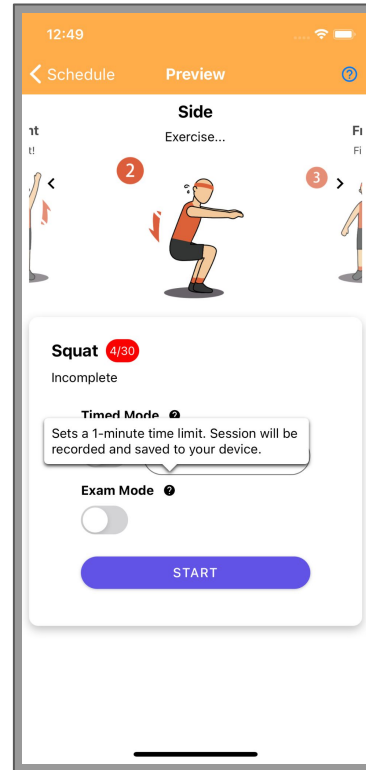 12:49
Schedule
Preview
Side
Exercise...
2
3
Squat 4/30
Incomplete
Timed Mode
Sets a 1-minute time limit. Session will be
recorded and saved to your device.
Exam Mode
START